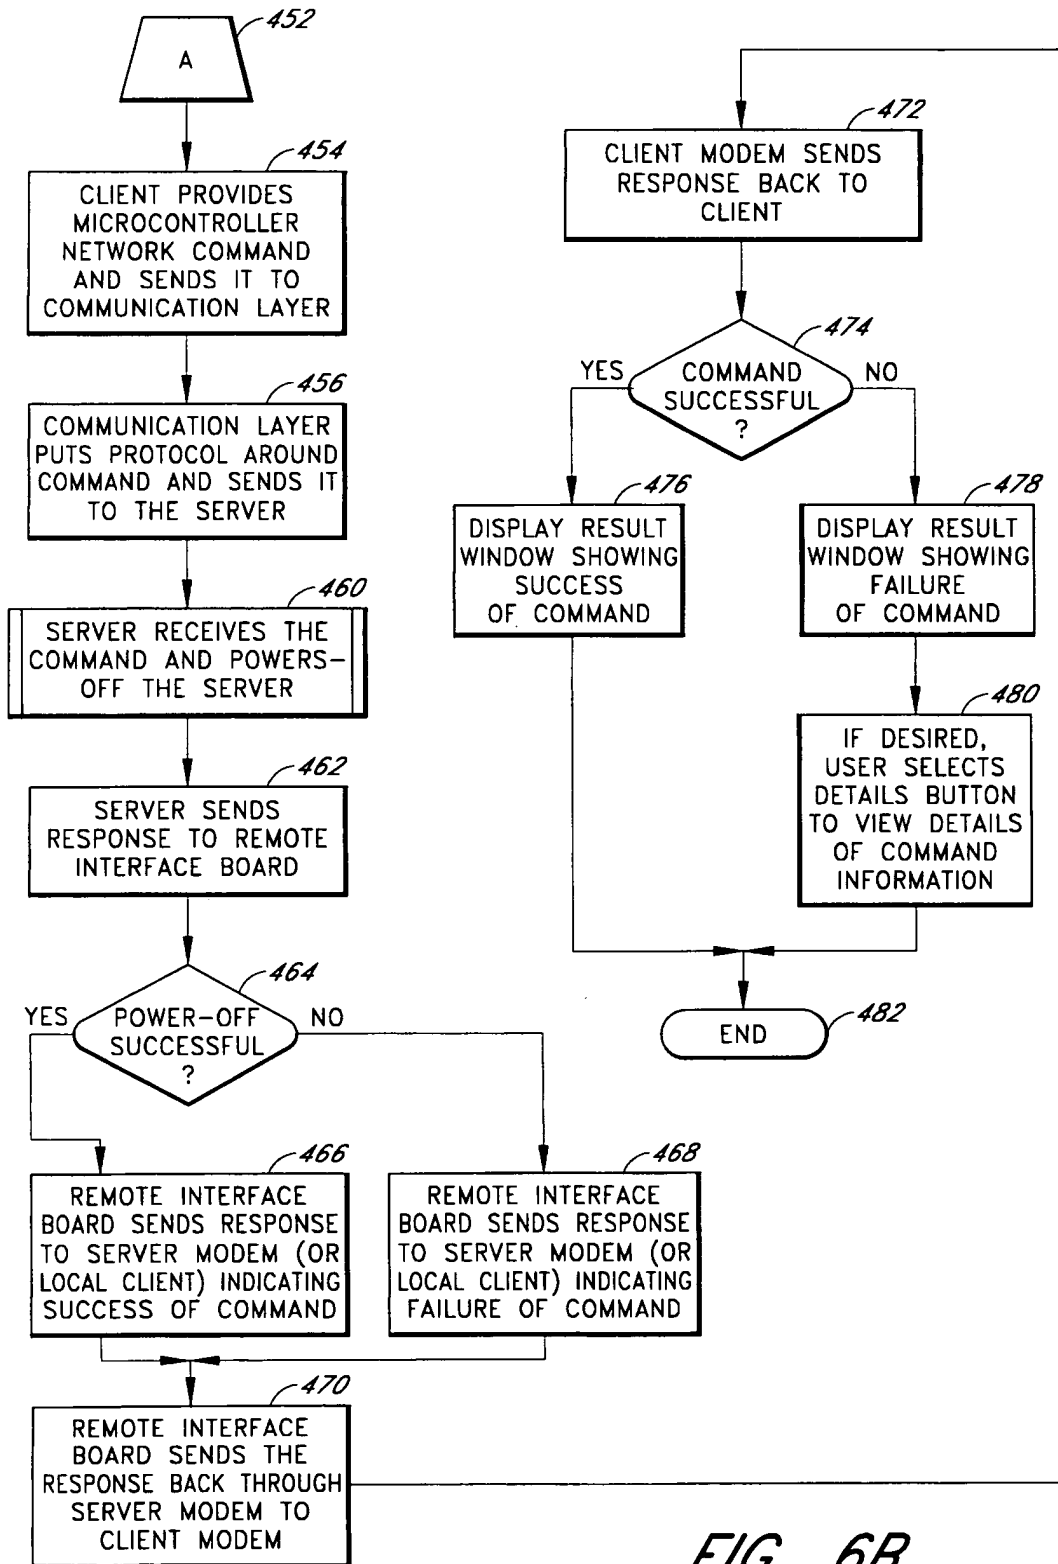 452
A
454
CLIENT PROVIDES
MICROCONTROLLER
NETWORK COMMAND
AND SENDS IT TO
COMMUNICATION LAYER
456
COMMUNICATION LAYER
PUTS PROTOCOL AROUND
COMMAND AND SENDS IT
TO THE SERVER
460
SERVER RECEIVES THE
COMMAND AND POWERS-
OFF THE SERVER
462
SERVER SENDS
RESPONSE TO REMOTE
INTERFACE BOARD
464
YES
POWER-OFF
SUCCESSFUL
?
NO
466
REMOTE INTERFACE
BOARD SENDS RESPONSE
TO SERVER MODEM (OR
LOCAL CLIENT) INDICATING
SUCCESS OF COMMAND
468
REMOTE INTERFACE
BOARD SENDS RESPONSE
TO SERVER MODEM (OR
LOCAL CLIENT) INDICATING
FAILURE OF COMMAND
470
REMOTE INTERFACE
BOARD SENDS THE
RESPONSE BACK THROUGH
SERVER MODEM TO
CLIENT MODEM
472
CLIENT MODEM SENDS
RESPONSE BACK TO
CLIENT
474
YES
COMMAND
SUCCESSFUL
?
NO
476
DISPLAY RESULT
WINDOW SHOWING
SUCCESS
OF COMMAND
478
DISPLAY RESULT
WINDOW SHOWING
FAILURE
OF COMMAND
480
IF DESIRED,
USER SELECTS
DETAILS BUTTON
TO VIEW DETAILS
OF COMMAND
INFORMATION
END
482
FIG. 6B